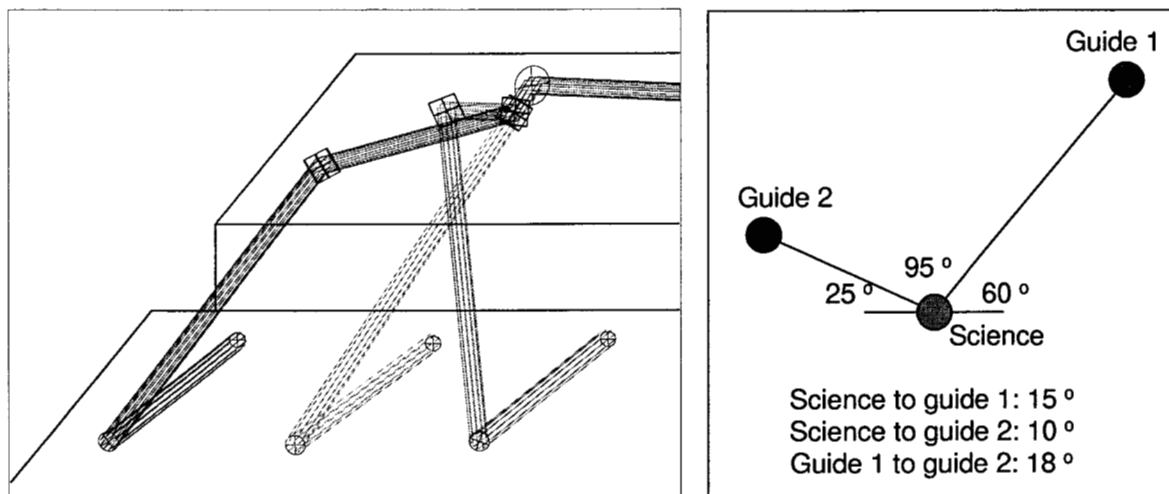 Guide 1
Guide 2
95 º
25 º
60 º
Science
Science to guide 1: 15 º
Science to guide 2: 10 º
Guide 1 to guide 2: 18 º